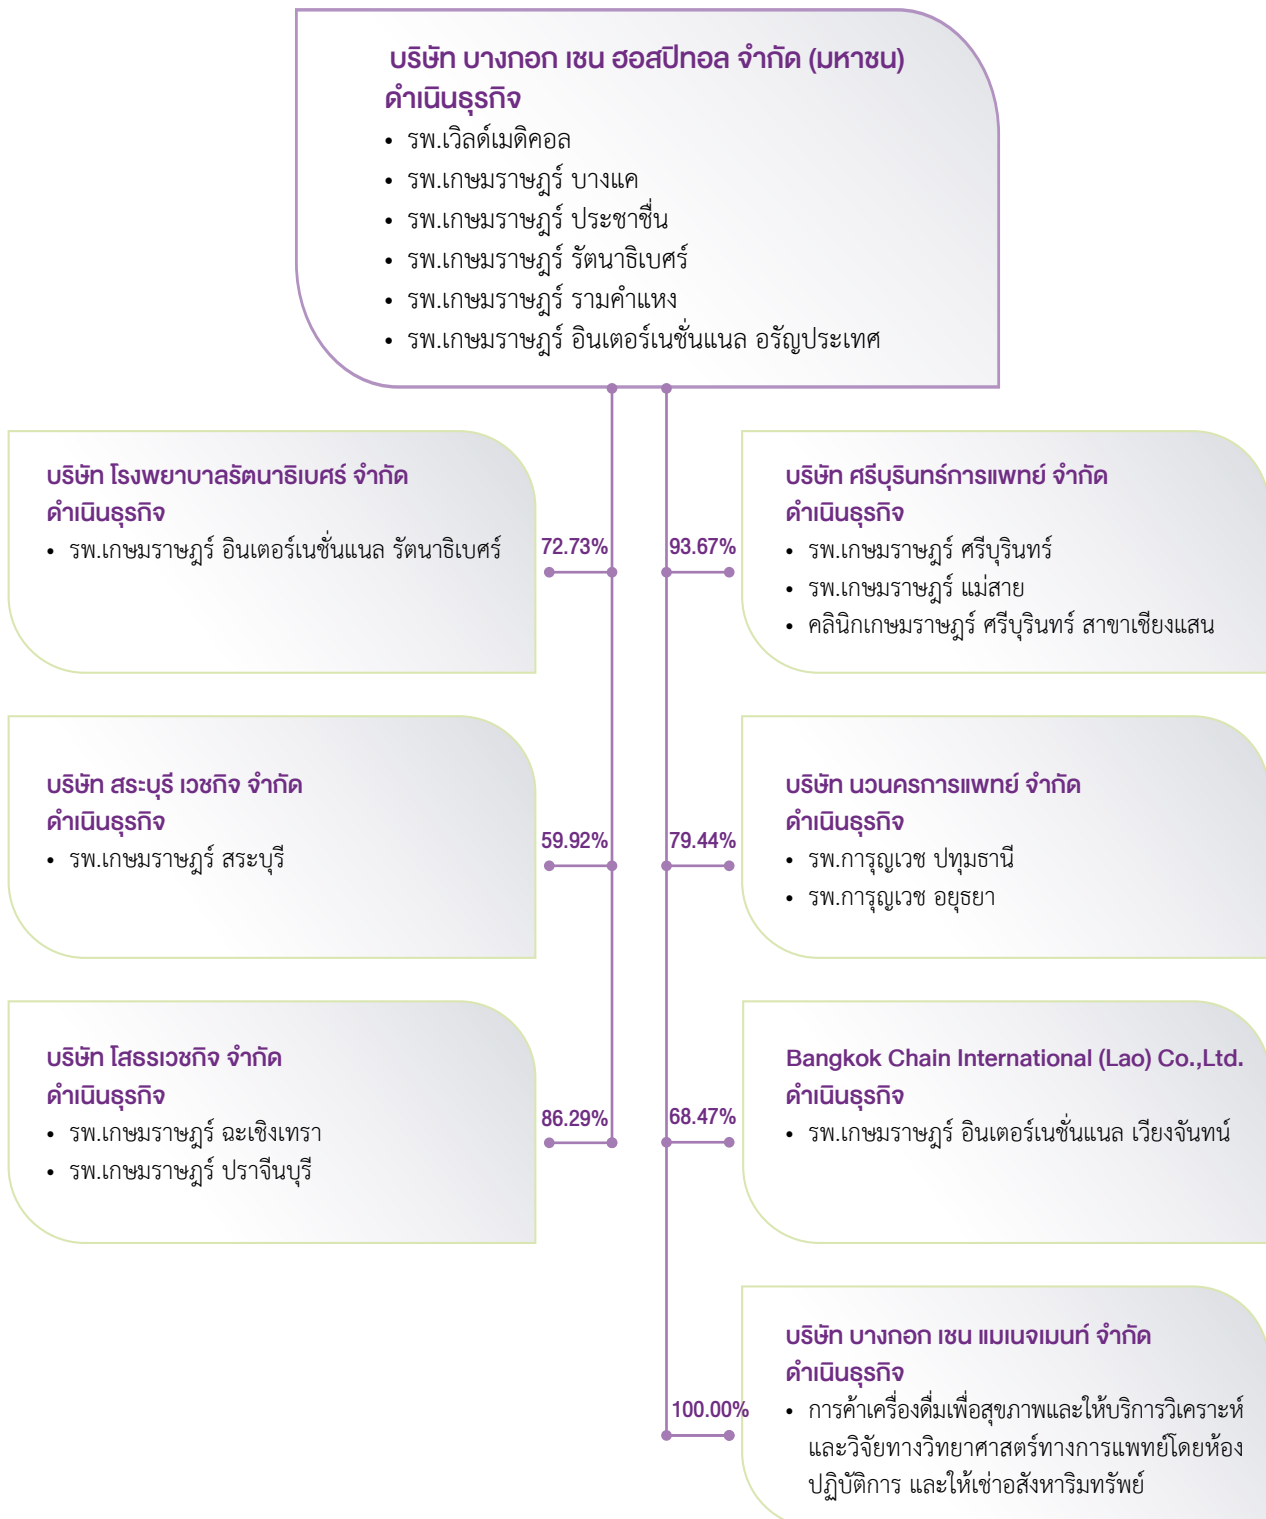 บริษัท บางกอก เชน ฮอสปิทอล จำกัด (มหาชน)
ดำเนินธุรกิจ
• รพ.เวิลด์เมดิคอล
• รพ.เกษมราษฎร์ บางแค
• รพ.เกษมราษฎร์ ประชาชื่น
• รพ.เกษมราษฎร์ รัตนาธิเบศร์
• รพ.เกษมราษฎร์ รามคำแหง
• รพ.เกษมราษฎร์ อินเตอร์เนชั่นแนล อรัญประเทศ
บริษัท โรงพยาบาลรัตนาธิเบศร์ จำกัด
ดำเนินธุรกิจ
• รพ.เกษมราษฎร์ อินเตอร์เนชั่นแนล รัตนาธิเบศร์
72.73%
93.67%
บริษัท ศรีบุรินทร์การแพทย์ จำกัด
ดำเนินธุรกิจ
• รพ.เกษมราษฎร์ ศรีบุรินทร์
• รพ.เกษมราษฎร์ แม่สาย
• คลินิกเกษมราษฎร์ ศรีบุรินทร์ สาขาเชียงแสน
บริษัท สระบุรี เวชกิจ จำกัด
ดำเนินธุรกิจ
• รพ.เกษมราษฎร์ สระบุรี
59.92%
79.44%
บริษัท นวนครการแพทย์ จำกัด
ดำเนินธุรกิจ
• รพ.การุญเวช ปทุมธานี
• รพ.การุญเวช อยุธยา
บริษัท โสธรเวชกิจ จำกัด
ดำเนินธุรกิจ
• รพ.เกษมราษฎร์ ฉะเชิงเทรา
• รพ.เกษมราษฎร์ ปราจีนบุรี
86.29%
68.47%
Bangkok Chain International (Lao) Co.,Ltd.
ดำเนินธุรกิจ
• รพ.เกษมราษฎร์ อินเตอร์เนชั่นแนล เวียงจันทน์
100.00%
บริษัท บางกอก เชน แมเนจเมนท์ จำกัด
ดำเนินธุรกิจ
• การค้าเครื่องดื่มเพื่อสุขภาพและให้บริการวิเคราะห์
และวิจัยทางวิทยาศาสตร์ทางการแพทย์โดยห้อง
ปฏิบัติการ และให้เช่าอสังหาริมทรัพย์